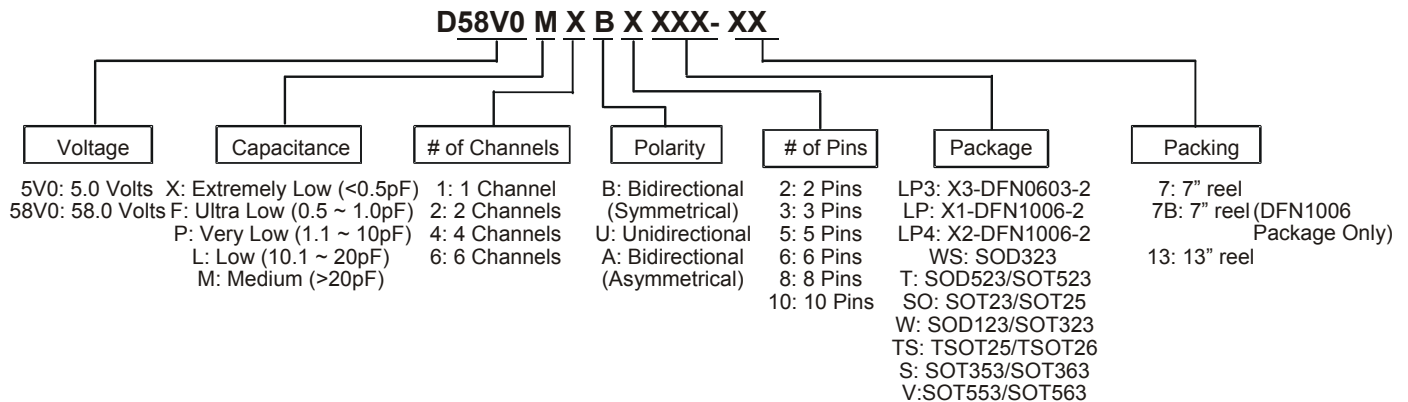 D58V0 M X B X XXX- XX
Voltage
Capacitance
# of Channels
Polarity
# of Pins
Package
Packing
5V0: 5.0 Volts
58V0: 58.0 Volts
X: Extremely Low (<0.5pF)
F: Ultra Low (0.5 ~ 1.0pF)
P: Very Low (1.1 ~ 10pF)
L: Low (10.1 ~ 20pF)
M: Medium (>20pF)
1: 1 Channel
2: 2 Channels
4: 4 Channels
6: 6 Channels
B: Bidirectional
(Symmetrical)
U: Unidirectional
A: Bidirectional
(Asymmetrical)
2: 2 Pins
3: 3 Pins
5: 5 Pins
6: 6 Pins
8: 8 Pins
10: 10 Pins
LP3: X3-DFN0603-2
LP: X1-DFN1006-2
LP4: X2-DFN1006-2
WS: SOD323
T: SOD523/SOT523
SO: SOT23/SOT25
W: SOD123/SOT323
TS: TSOT25/TSOT26
S: SOT353/SOT363
V:SOT553/SOT563
7: 7” reel
7B: 7” reel (DFN1006
Package Only)
13: 13” reel